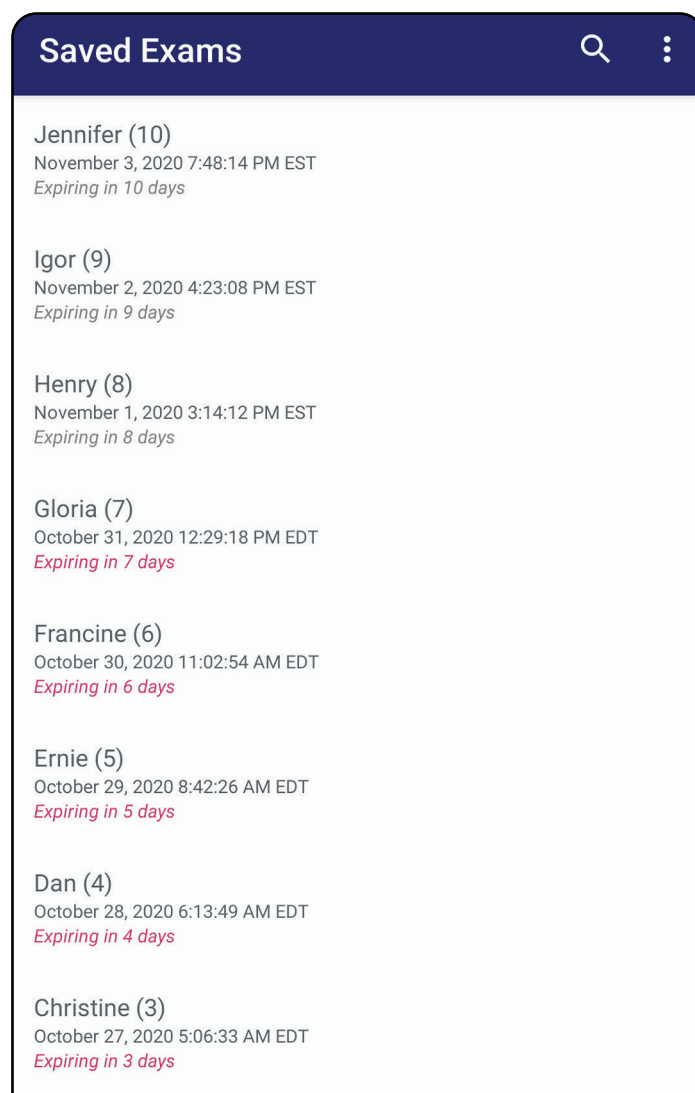 Saved Exams
Jennifer (10)
November 3, 2020 7:48:14 PM EST
Expiring in 10 days
Igor (9)
November 2, 2020 4:23:08 PM EST
Expiring in 9 days
Henry (8)
November 1, 2020 3:14:12 PM EST
Expiring in 8 days
Gloria (7)
October 31, 2020 12:29:18 PM EDT
Expiring in 7 days
Francine (6)
October 30, 2020 11:02:54 AM EDT
Expiring in 6 days
Ernie (5)
October 29, 2020 8:42:26 AM EDT
Expiring in 5 days
Dan (4)
October 28, 2020 6:13:49 AM EDT
Expiring in 4 days
Christine (3)
October 27, 2020 5:06:33 AM EDT
Expiring in 3 days